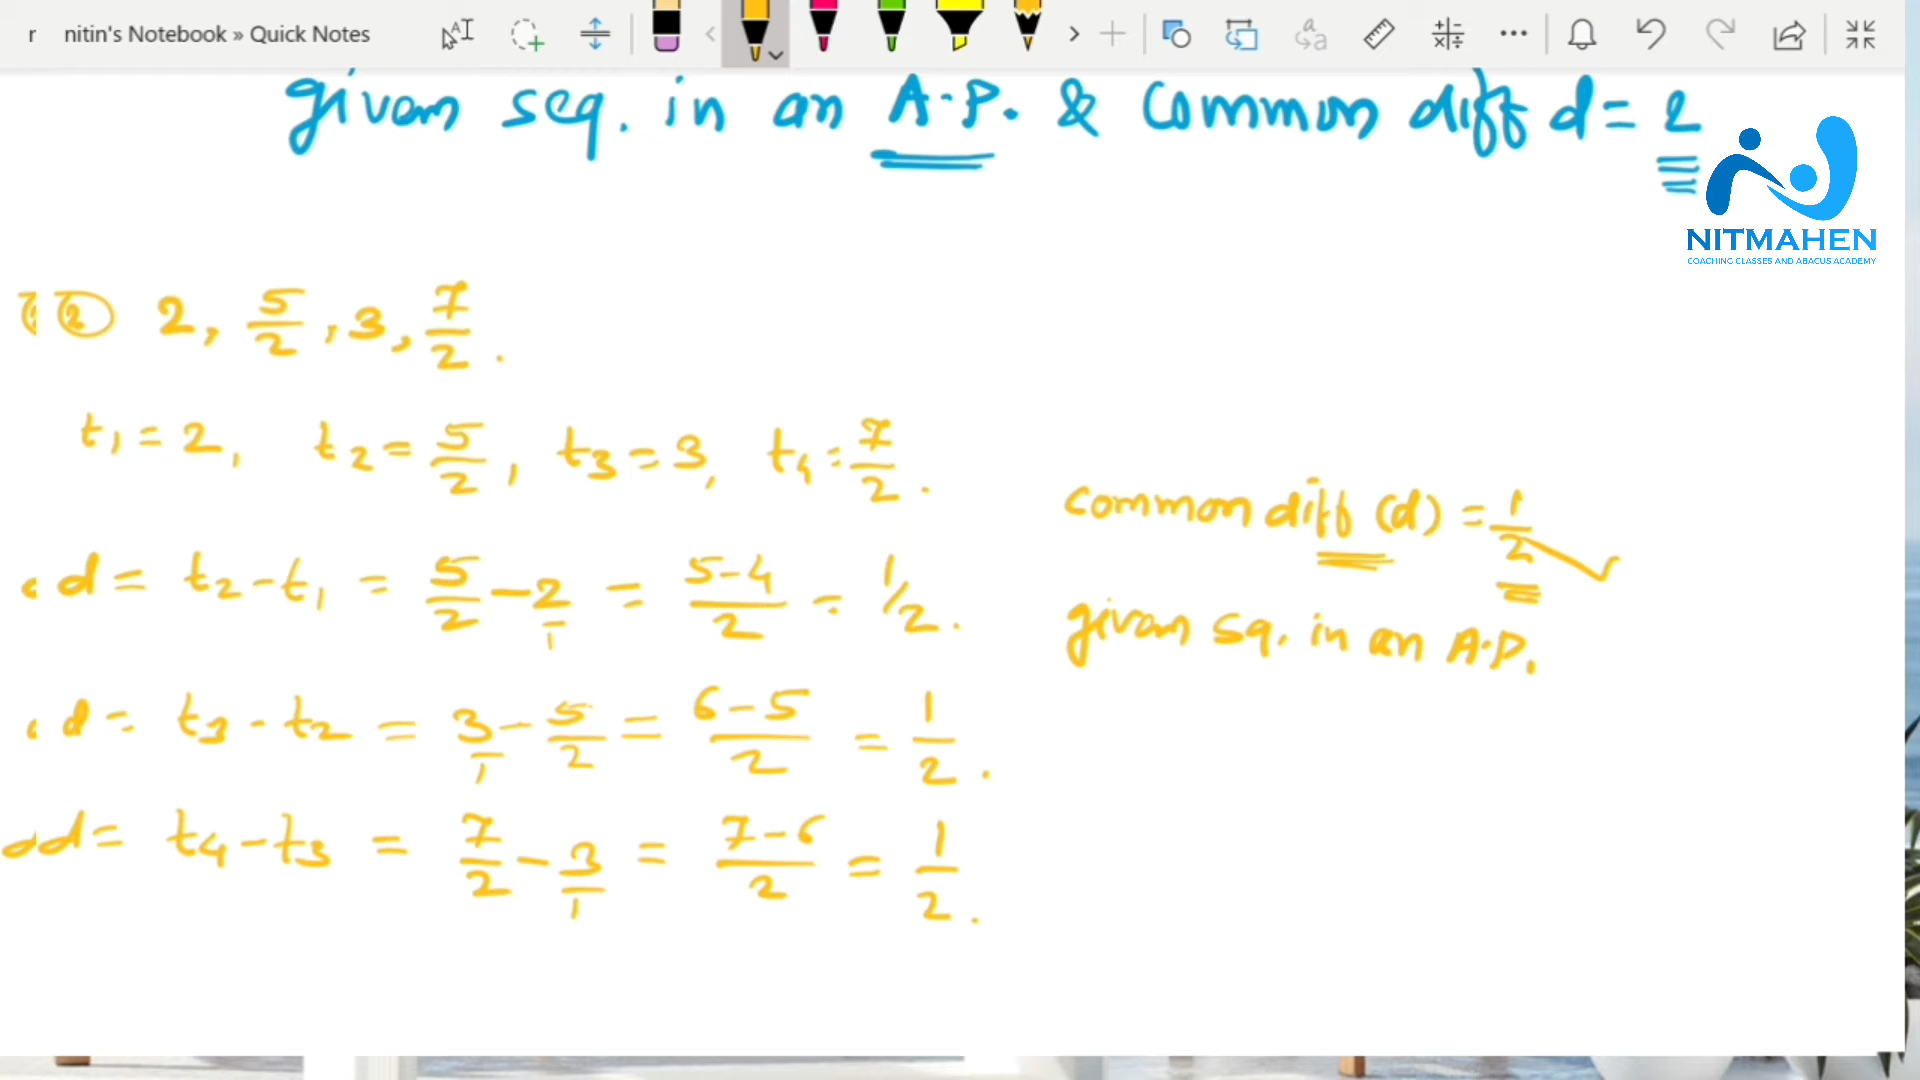 r nitin's Notebook » Quick Notes
given seq. in an A.P. & common diff d = 2
NITMAHEN
COACHING CLASSES AND ABACUS ACADEMY
② 2, 5/2, 3, 7/2.
t1 = 2, t2 = 5/2, t3 = 3, t4 = 7/2.
d = t2 - t1 = 5/2 - 2/1 = 5-4/2 = 1/2.
d = t3 - t2 = 3/1 - 5/2 = 6-5/2 = 1/2.
d = t4 - t3 = 7/2 - 3/1 = 7-6/2 = 1/2.
common diff (d) = 1/2
given sq. in an A.P.